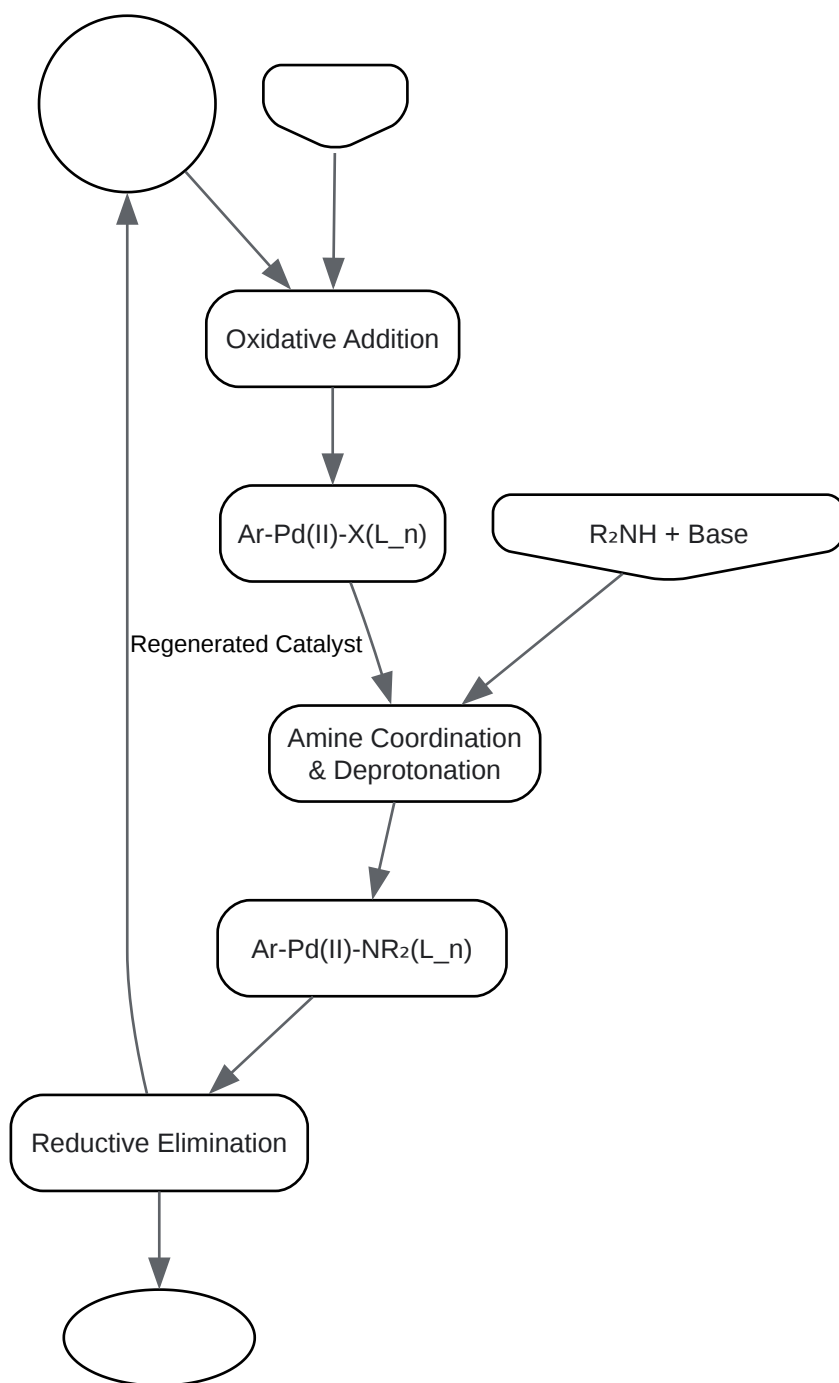 Oxidative Addition
Ar-Pd(II)-X(L_n)
R₂NH + Base
Regenerated Catalyst
Amine Coordination
& Deprotonation
Ar-Pd(II)-NR₂(L_n)
Reductive Elimination